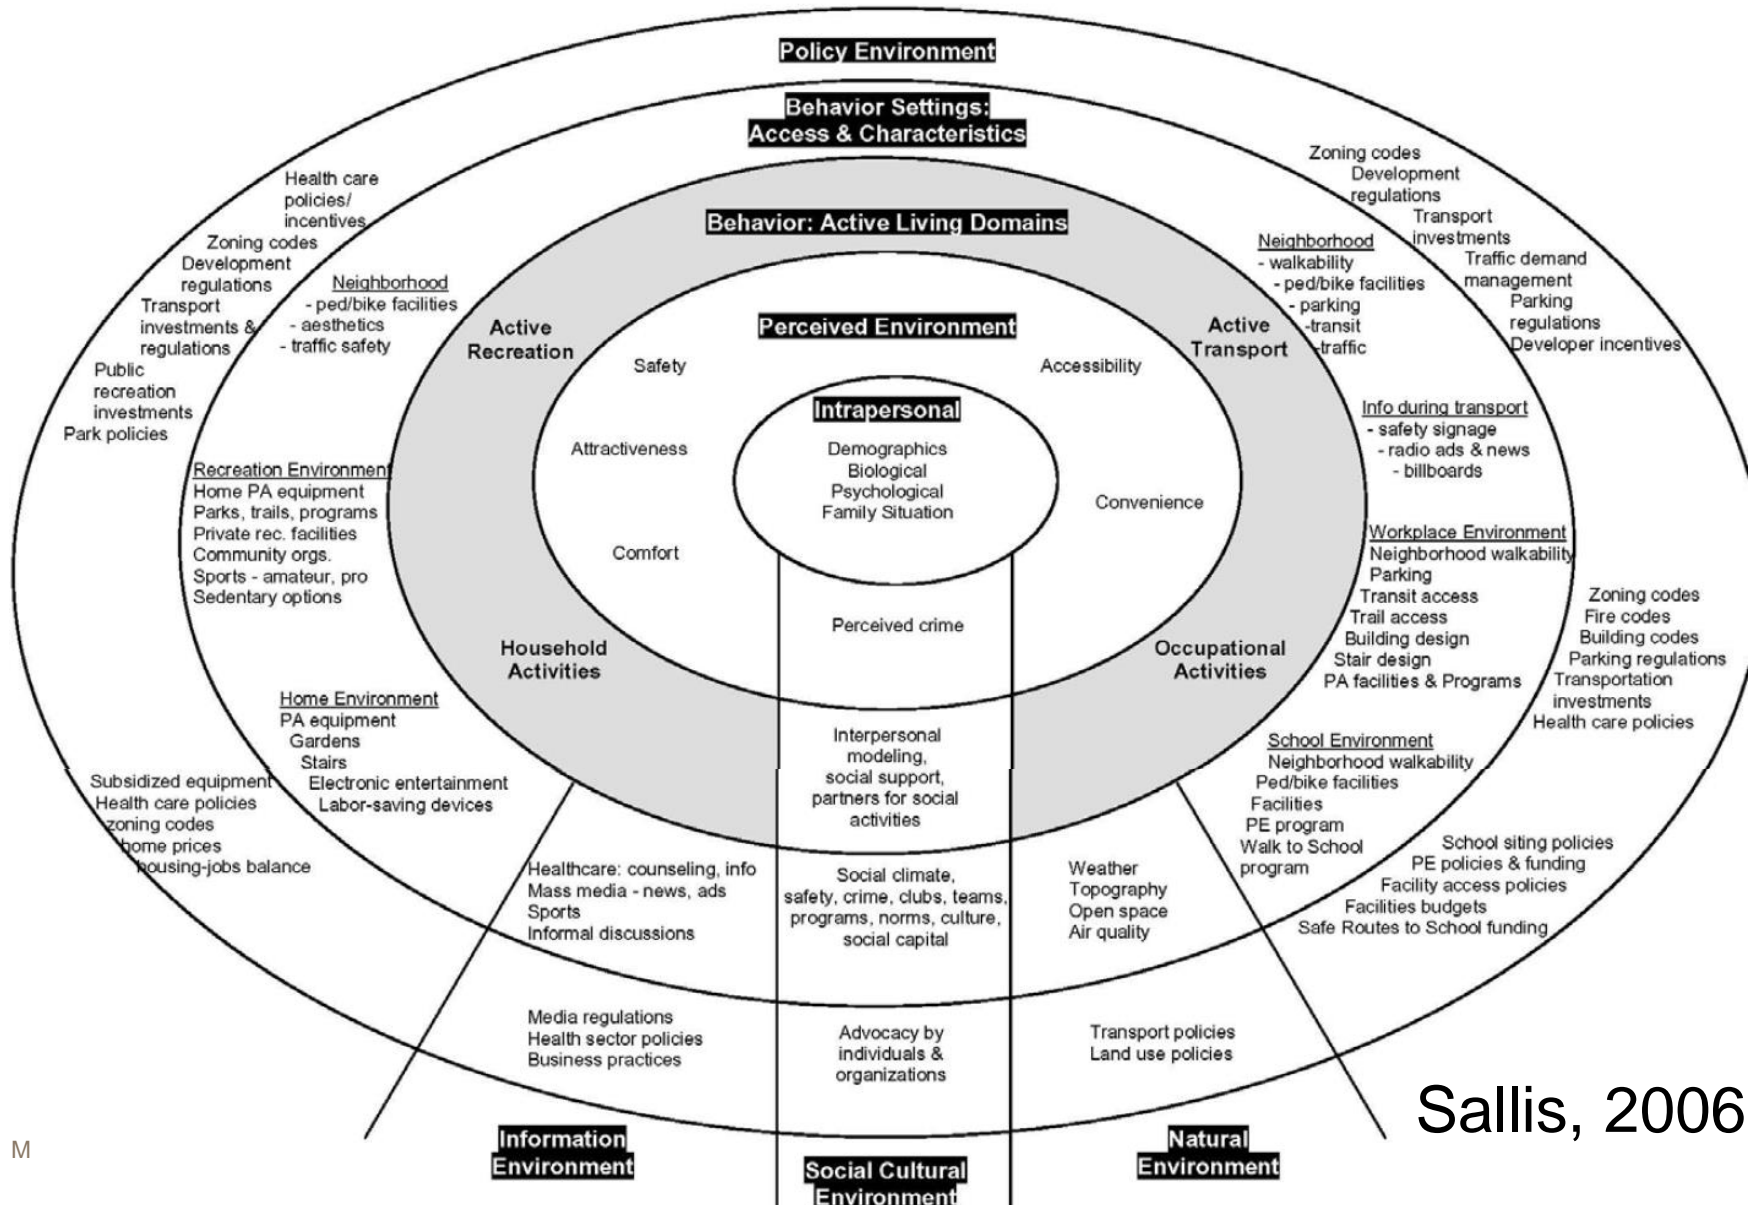 Policy Environment
Behavior Settings:
Access & Characteristics
Behavior: Active Living Domains
Perceived Environment
Intrapersonal
Demographics
Biological
Psychological
Family Situation
Safety
Accessibility
Attractiveness
Convenience
Comfort
Perceived crime
Active
Recreation
Active
Transport
Household
Activities
Occupational
Activities
Interpersonal
modeling,
social support,
partners for social
activities
Health care
policies/
incentives
Zoning codes
Development
regulations
Transport
investments &
regulations
Public
recreation
investments
Park policies
Neighborhood
- ped/bike facilities
- aesthetics
- traffic safety
Recreation Environment
Home PA equipment
Parks, trails, programs
Private rec. facilities
Community orgs.
Sports - amateur, pro
Sedentary options
Home Environment
PA equipment
Gardens
Stairs
Electronic entertainment
Labor-saving devices
Subsidized equipment
Health care policies
zoning codes
home prices
housing-jobs balance
Zoning codes
Development
regulations
Transport
investments
Traffic demand
management
Parking
regulations
Developer incentives
Neighborhood
- walkability
- ped/bike facilities
- parking
-transit
-traffic
Info during transport
- safety signage
- radio ads & news
- billboards
Workplace Environment
Neighborhood walkability
Parking
Transit access
Trail access
Building design
Stair design
PA facilities & Programs
Zoning codes
Fire codes
Building codes
Parking regulations
Transportation
investments
Health care policies
School Environment
Neighborhood walkability
Ped/bike facilities
Facilities
PE program
Walk to School
program
School siting policies
PE policies & funding
Facility access policies
Facilities budgets
Safe Routes to School funding
Healthcare: counseling, info
Mass media - news, ads
Sports
Informal discussions
Social climate,
safety, crime, clubs, teams,
programs, norms, culture,
social capital
Weather
Topography
Open space
Air quality
Media regulations
Health sector policies
Business practices
Advocacy by
individuals &
organizations
Transport policies
Land use policies
Information
Environment
Social Cultural
Environment
Natural
Environment
Sallis, 2006
M